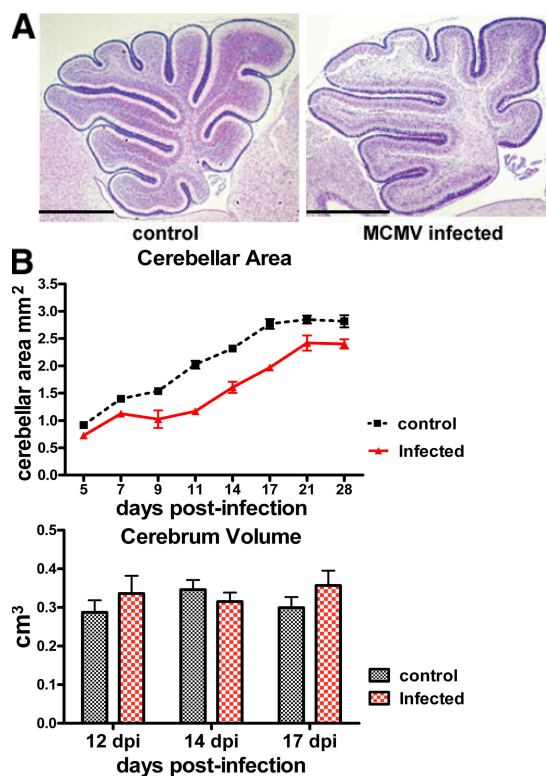 A
control
MCMV infected
B
Cerebellar Area
cerebellar area mm²
3.5
3.0
2.5
2.0
1.5
1.0
0.5
0.0
5 7 9 11 14 17 21 28
days post-infection
control
Infected
Cerebrum Volume
cm³
0.5
0.4
0.3
0.2
0.1
0.0
12 dpi 14 dpi 17 dpi
days post-infection
control
Infected